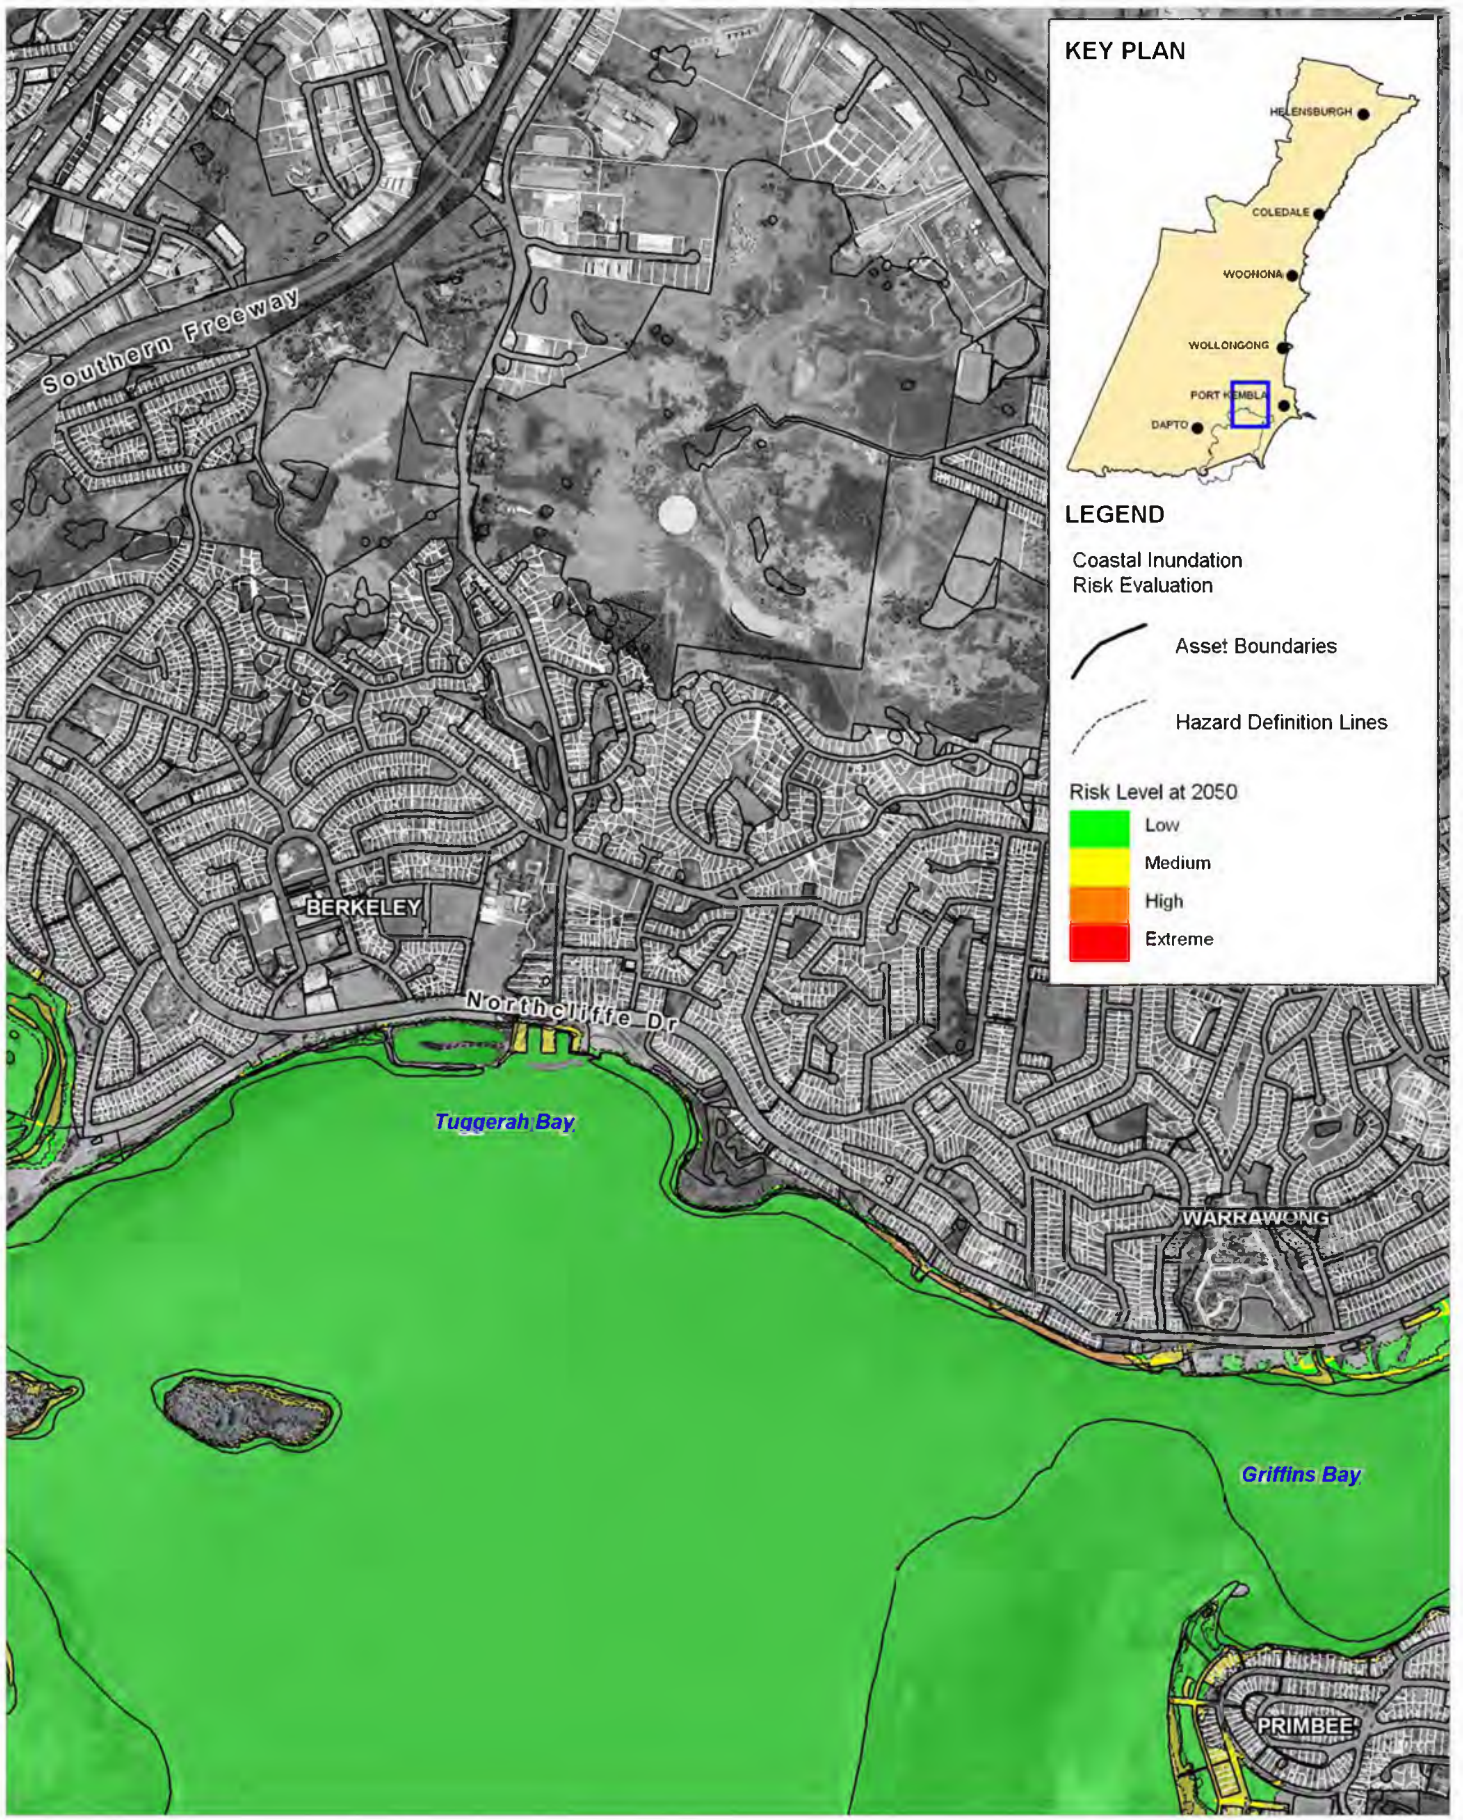 KEY PLAN
HELENSBURGH
COLEDALE
WOONONA
WOLLONGONG
PORT KEMBLA
DAPTO
LEGEND
Coastal Inundation
Risk Evaluation
Asset Boundaries
Hazard Definition Lines
Risk Level at 2050
Low
Medium
High
Extreme
Southern Freeway
BERKELEY
Northcliffe Dr
Tuggerah Bay
WARRAWONG
Griffins Bay
PRIMBEE